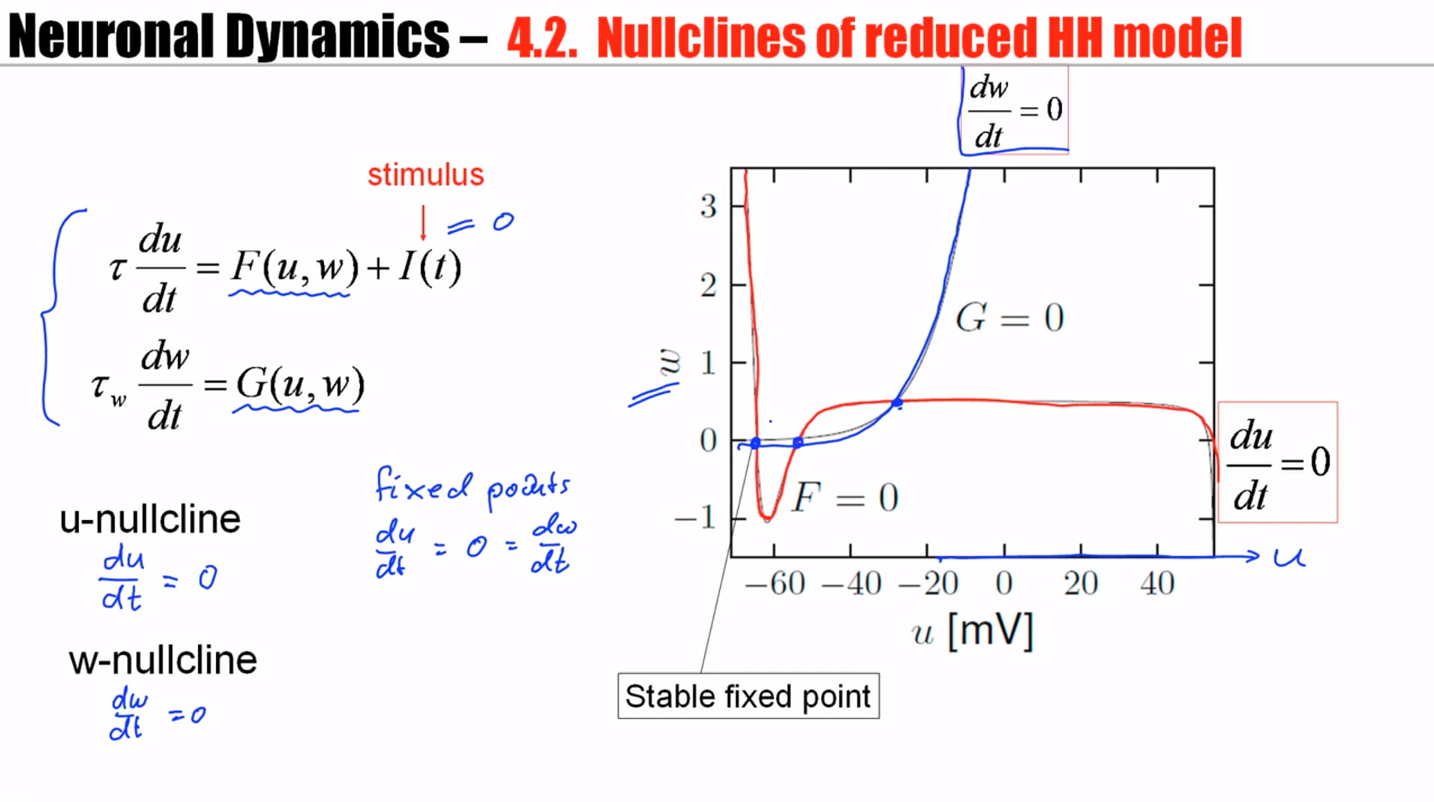 Neuronal Dynamics – 4.2. Nullclines of reduced HH model
dw/dt = 0
stimulus
↓ = 0
τ du/dt = F(u, w) + I(t)
τ_w dw/dt = G(u, w)
u-nullcline
du/dt = 0
w-nullcline
dw/dt = 0
fixed points
du/dt = 0 = dw/dt
3
2
1
0
−1
w
G = 0
F = 0
du/dt = 0
−60 −40 −20 0 20 40
u
u [mV]
Stable fixed point